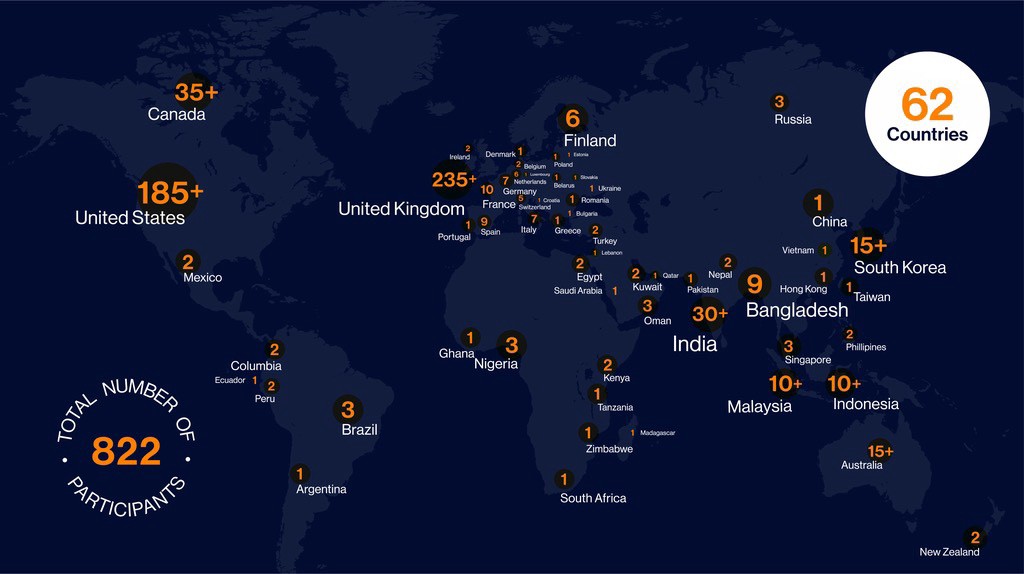 35+
Canada
62
Countries
3
Russia
6
Finland
2
Ireland
Denmark 1
2 Belgium
1
Poland
1 Estonia
185+
United States
235+
United Kingdom
10
France
6 1 Luxembourg
Netherlands
7
Germany
1
Belarus
1 Slovakia
1 Ukraine
5
Switzerland
1 Croatia
1 Romania
1 Bulgaria
1
Portugal
9
Spain
7
Italy
1
Greece
2
Turkey
1 Lebanon
1
China
15+
South Korea
Vietnam 1
2
Mexico
2
Egypt
Saudi Arabia 1
2
Kuwait
1 Qatar
1
Pakistan
2
Nepal
9
Bangladesh
1
Hong Kong
1
Taiwan
3
Oman
30+
India
2
Phillipines
3
Singapore
1
Ghana
3
Nigeria
2
Columbia
Ecuador 1
2
Peru
2
Kenya
1
Tanzania
10+
Malaysia
10+
Indonesia
3
Brazil
1
Zimbabwe
1 Madagascar
15+
Australia
1
Argentina
1
South Africa
2
New Zealand
TOTAL NUMBER OF
822
PARTICIPANTS